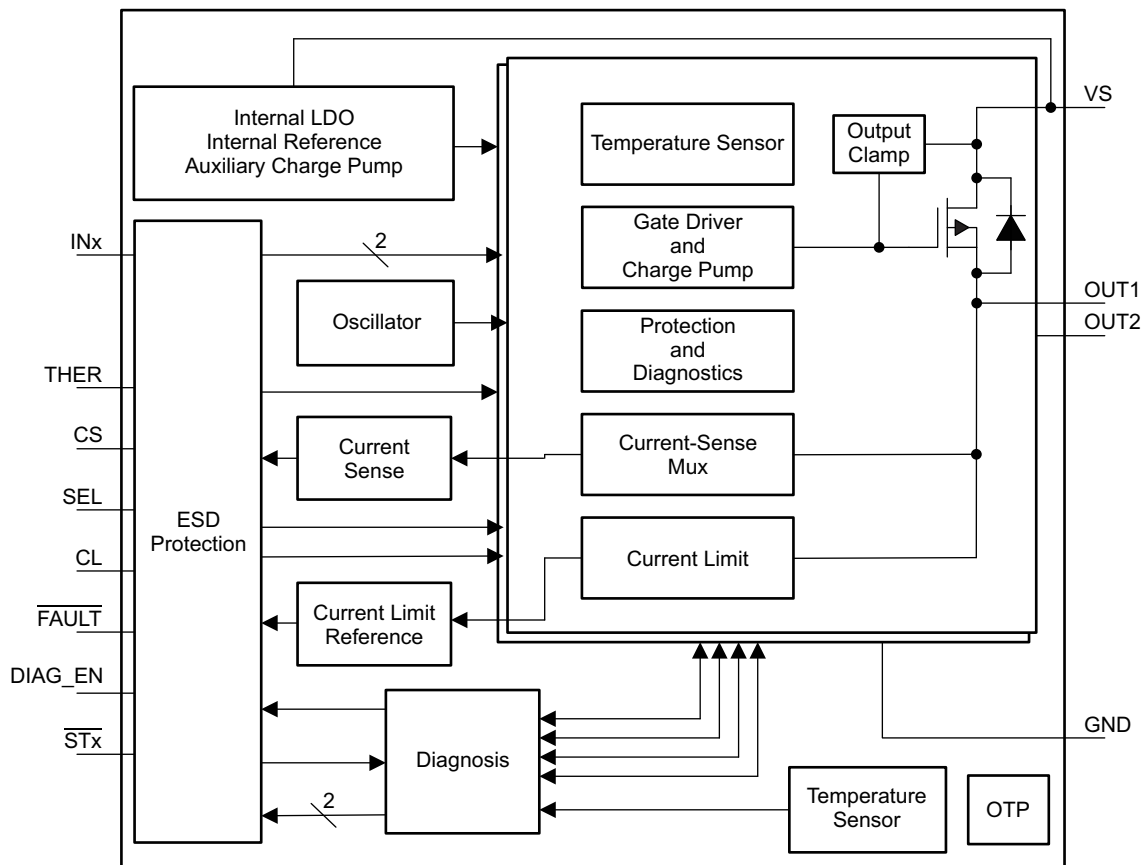 Internal LDO
Internal Reference
Auxiliary Charge Pump
Temperature Sensor
Output
Clamp
VS
INx
2
Gate Driver
and
Charge Pump
OUT1
OUT2
Oscillator
Protection
and
Diagnostics
THER
CS
SEL
CL
F̅A̅U̅L̅T̅
DIAG_EN
S̅T̅x̅
ESD
Protection
Current
Sense
Current-Sense
Mux
Current Limit
Current Limit
Reference
Diagnosis
2
GND
Temperature
Sensor
OTP